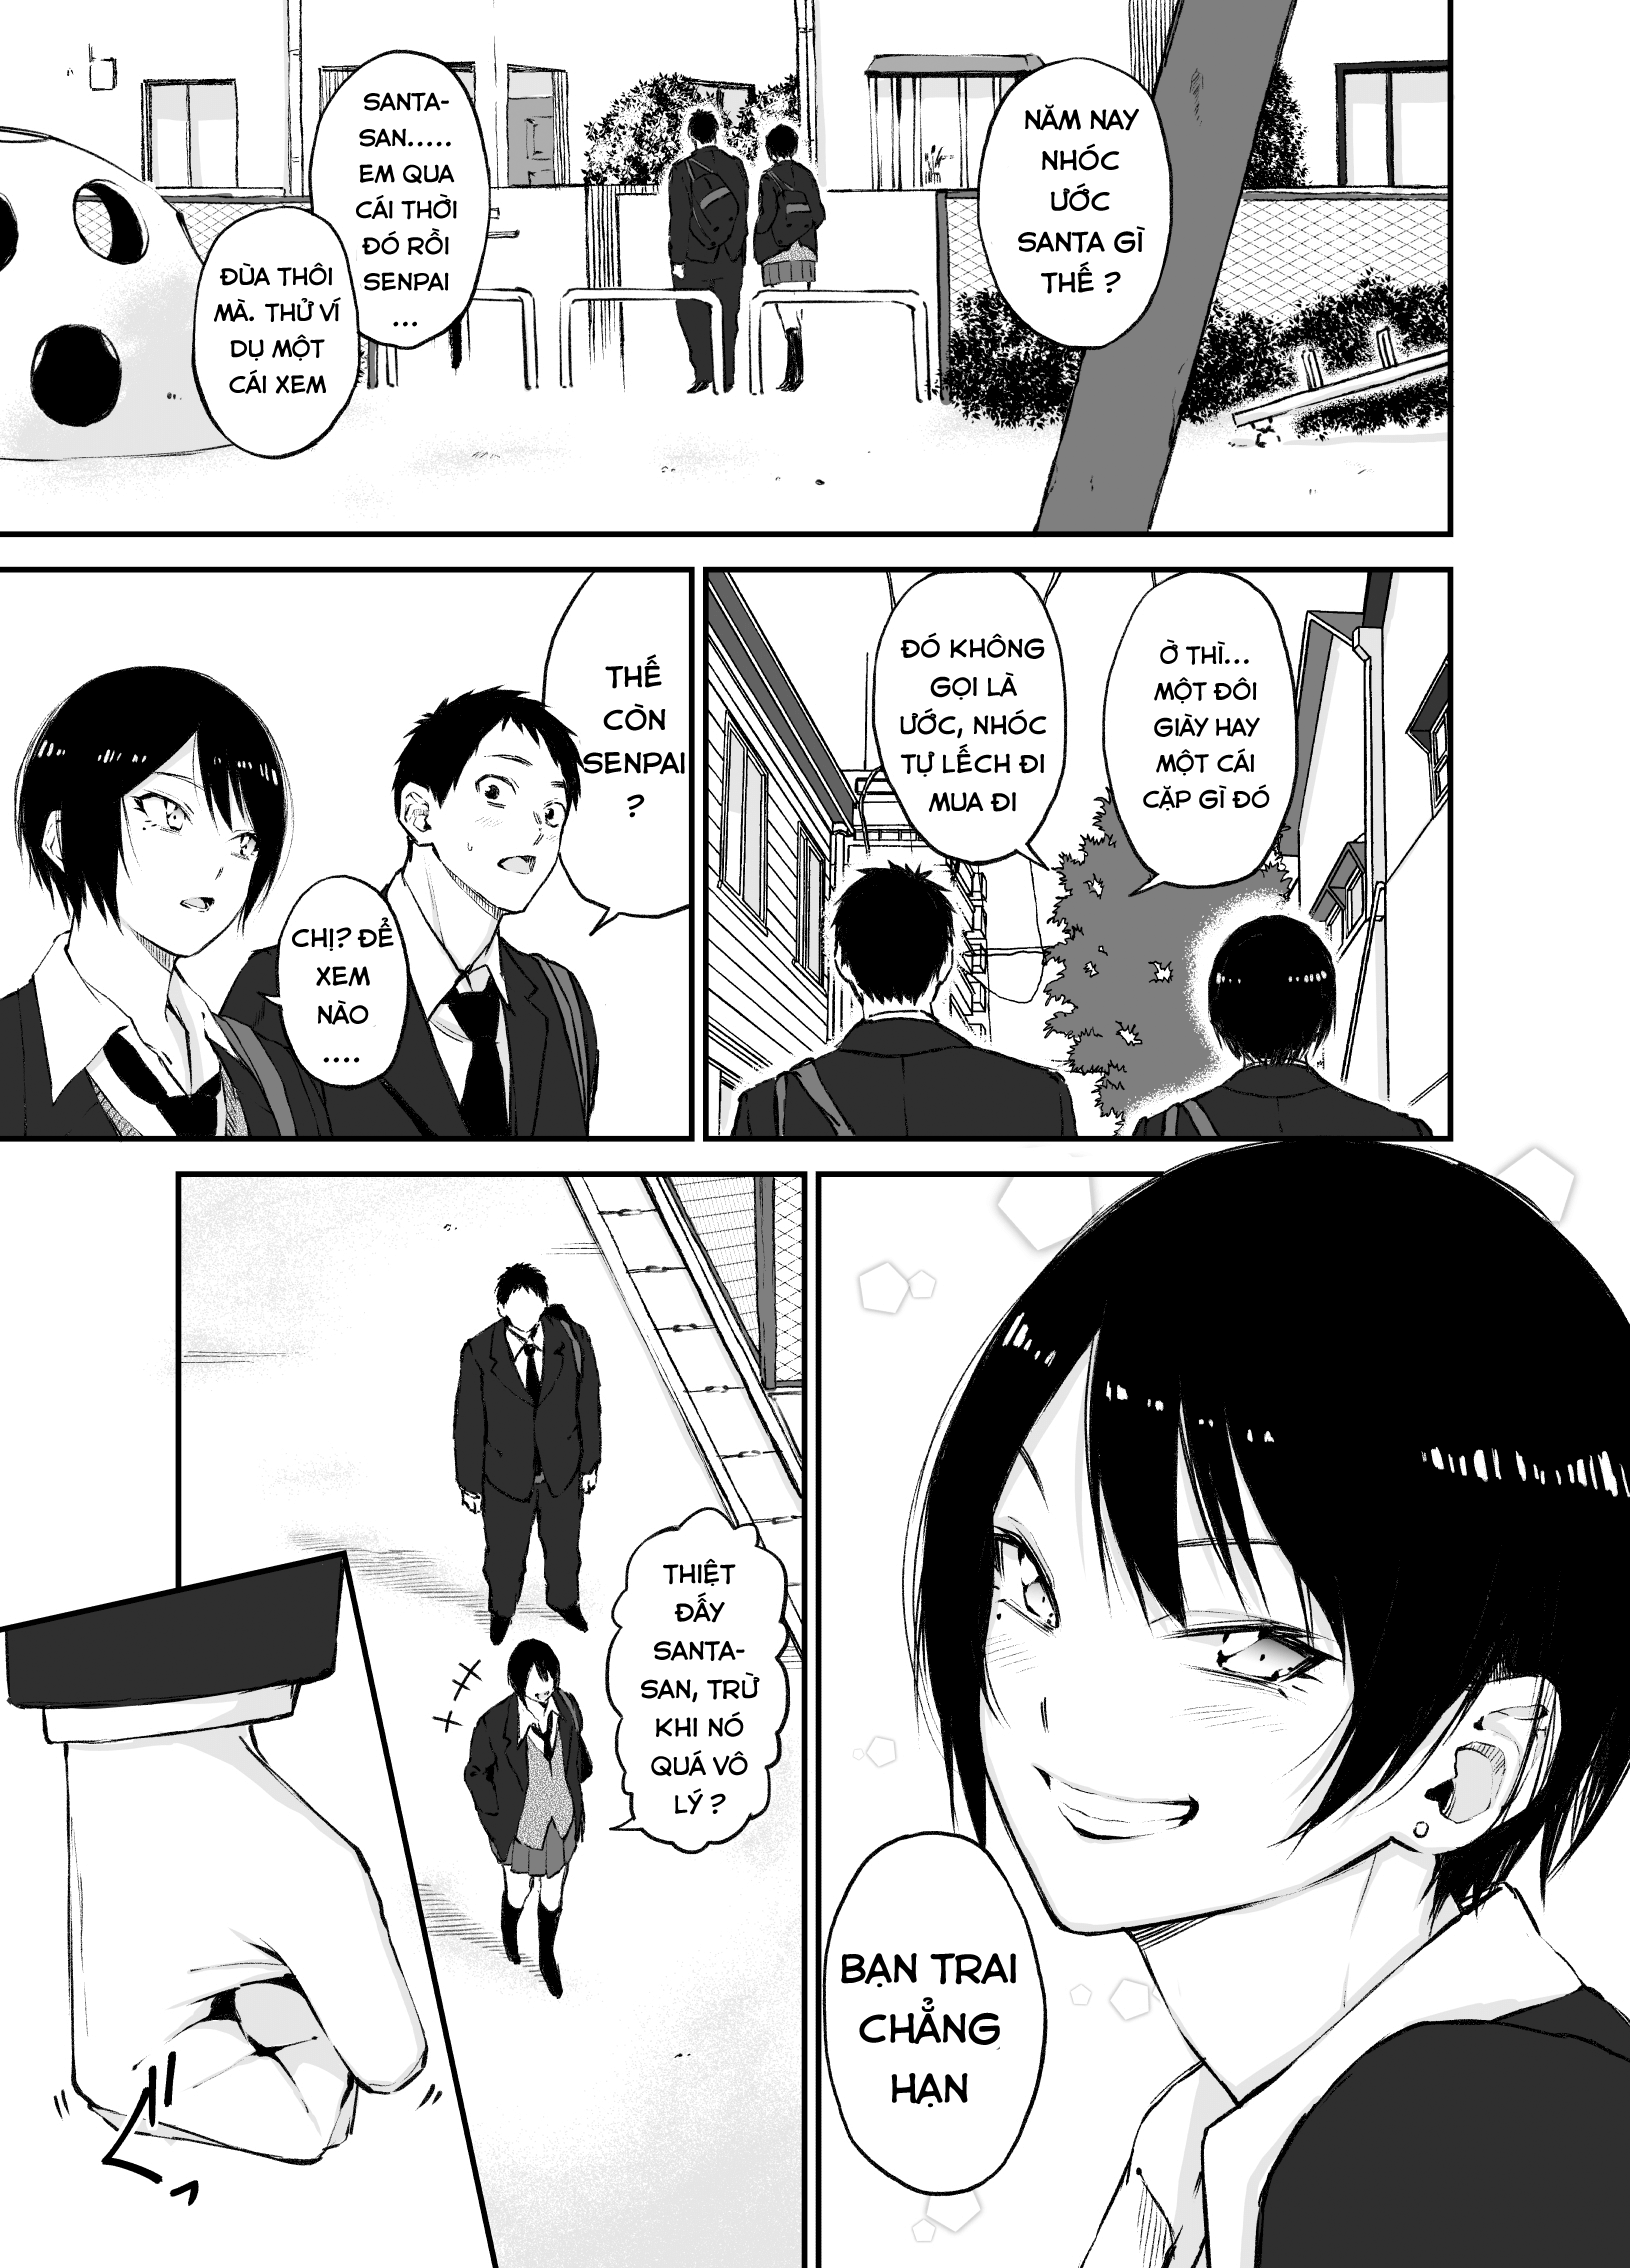 NĂM NAY
NHÓC
ƯỚC
SANTA GÌ
THẾ ?
SANTA-
SAN.....
EM QUA
CÁI THỜI
ĐÓ RỒI
SENPAI
...
ĐÙA THÔI
MÀ. THỬ VÍ
DỤ MỘT
CÁI XEM
Ờ THÌ...
MỘT ĐÔI
GIÀY HAY
MỘT CÁI
CẶP GÌ ĐÓ
ĐÓ KHÔNG
GỌI LÀ
ƯỚC, NHÓC
TỰ LẾCH ĐI
MUA ĐI
THẾ
CÒN
SENPAI
?
CHỊ? ĐỂ
XEM
NÀO
....
BẠN TRAI
CHẲNG
HẠN
THIỆT
ĐẤY
SANTA-
SAN, TRỪ
KHI NÓ
QUÁ VÔ
LÝ ?
ぐっ